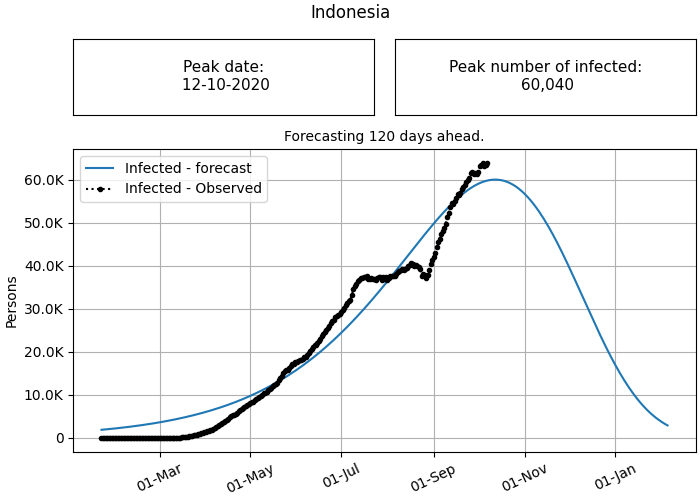 Indonesia
Peak date:
12-10-2020
Peak number of infected:
60,040
Forecasting 120 days ahead.
Infected - forecast
Infected - Observed
Persons
60.0K
50.0K
40.0K
30.0K
20.0K
10.0K
0
01-Mar
01-May
01-Jul
01-Sep
01-Nov
01-Jan